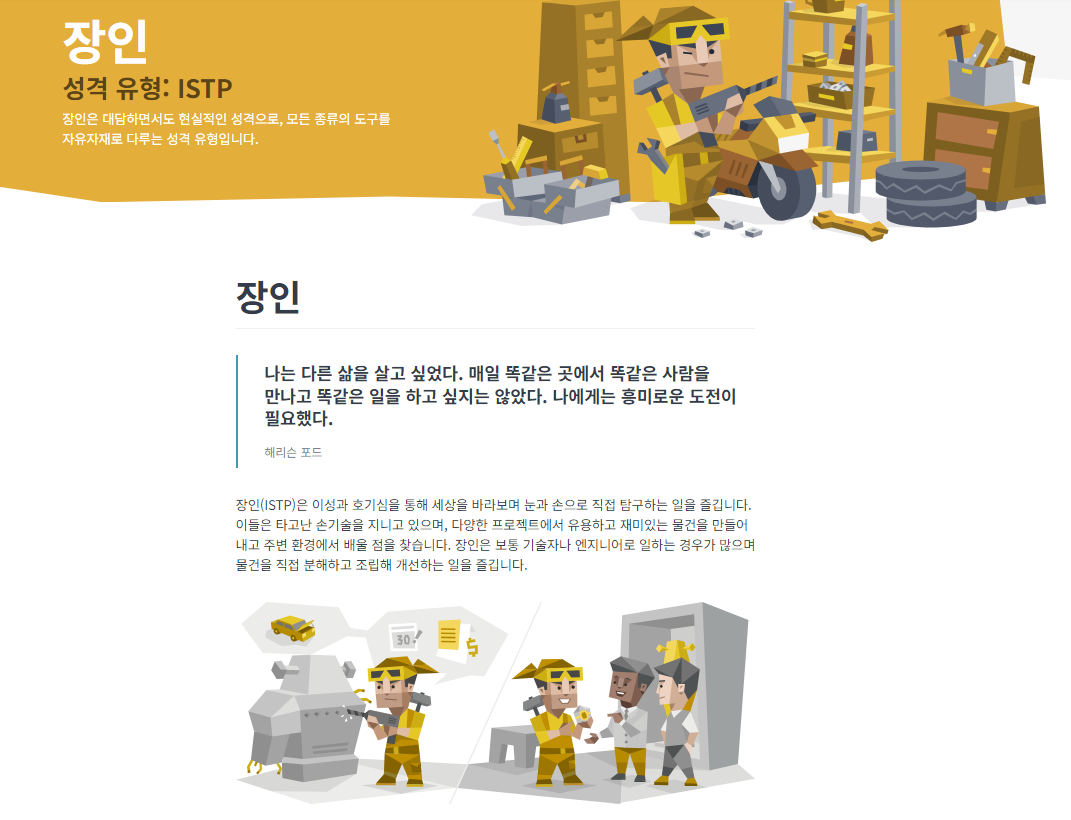 장인
성격 유형: ISTP
장인은 대담하면서도 현실적인 성격으로, 모든 종류의 도구를
자유자재로 다루는 성격 유형입니다.
장인
나는 다른 삶을 살고 싶었다. 매일 똑같은 곳에서 똑같은 사람을
만나고 똑같은 일을 하고 싶지는 않았다. 나에게는 흥미로운 도전이
필요했다.
해리슨 포드
장인(ISTP)은 이성과 호기심을 통해 세상을 바라보며 눈과 손으로 직접 탐구하는 일을 즐깁니다.
이들은 타고난 손기술을 지니고 있으며, 다양한 프로젝트에서 유용하고 재미있는 물건을 만들어
내고 주변 환경에서 배울 점을 찾습니다. 장인은 보통 기술자나 엔지니어로 일하는 경우가 많으며
물건을 직접 분해하고 조립해 개선하는 일을 즐깁니다.
30! $